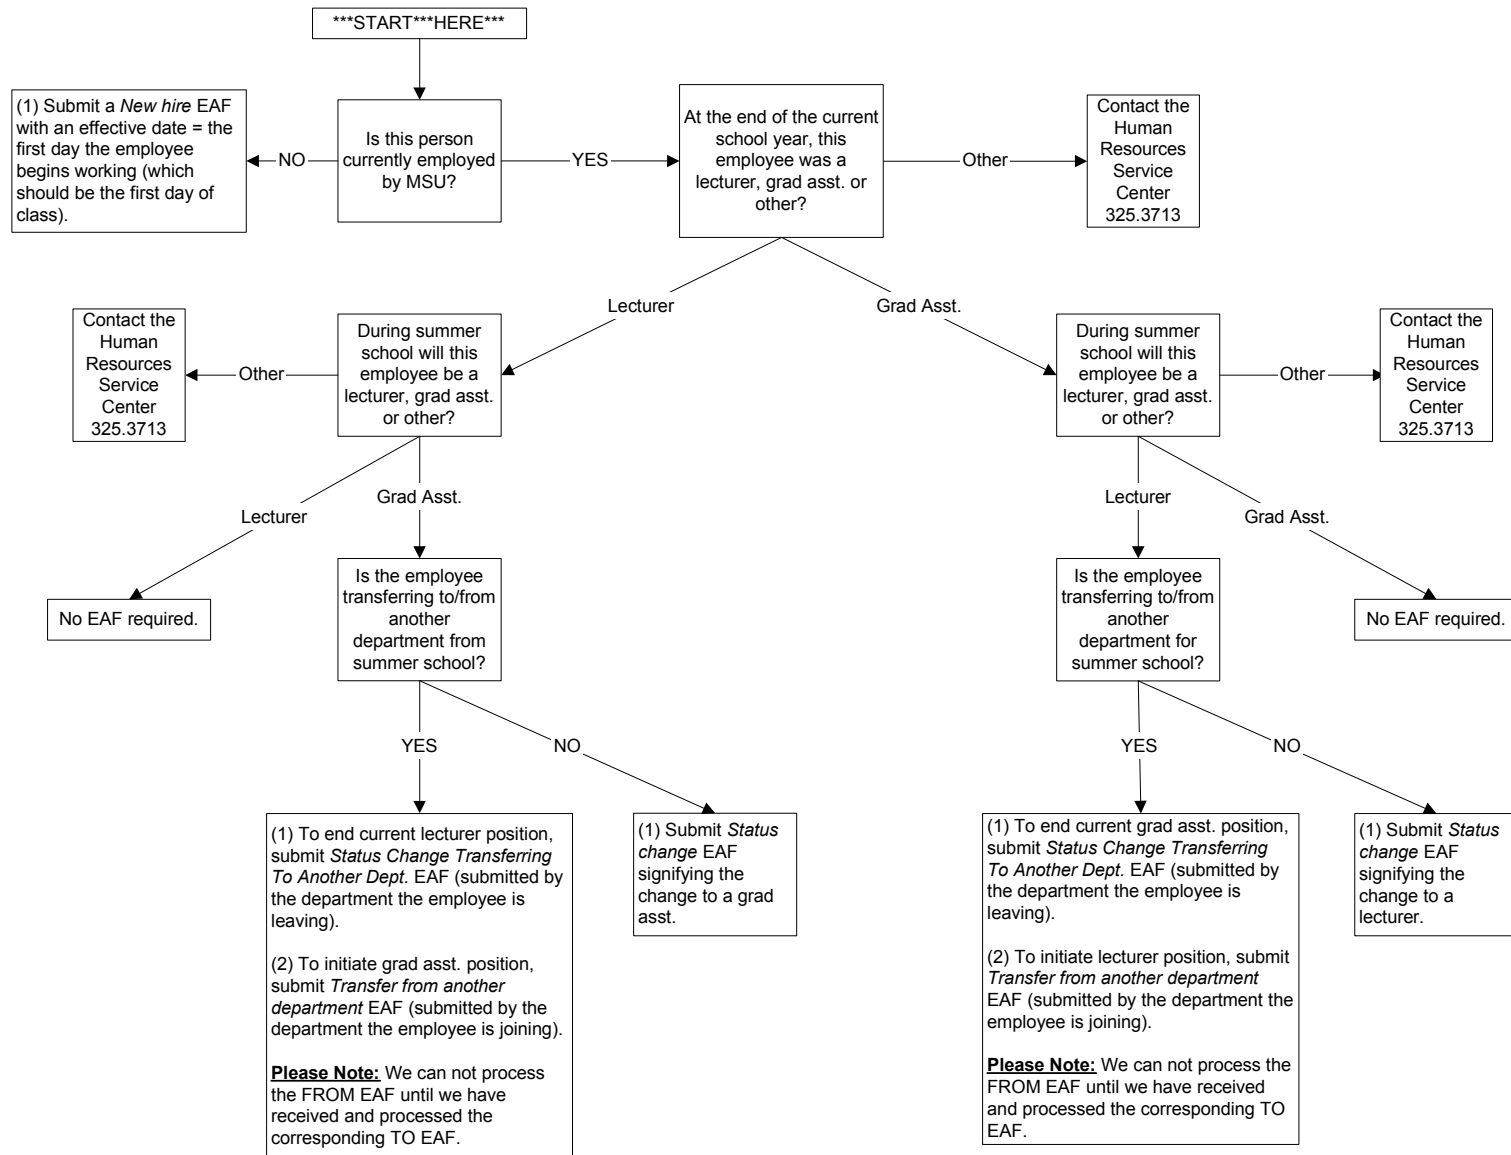 ***START***HERE***
(1) Submit a New hire EAF
with an effective date = the
first day the employee
begins working (which
should be the first day of
class).
NO
Is this person
currently employed
by MSU?
YES
At the end of the current
school year, this
employee was a
lecturer, grad asst. or
other?
Other
Contact the
Human
Resources
Service
Center
325.3713
Lecturer
Grad Asst.
Contact the
Human
Resources
Service
Center
325.3713
Other
During summer
school will this
employee be a
lecturer, grad asst.
or other?
During summer
school will this
employee be a
lecturer, grad asst.
or other?
Other
Contact the
Human
Resources
Service
Center
325.3713
Lecturer
Grad Asst.
Lecturer
Grad Asst.
No EAF required.
Is the employee
transferring to/from
another
department from
summer school?
Is the employee
transferring to/from
another
department for
summer school?
No EAF required.
YES
NO
YES
NO
(1) To end current lecturer position,
submit Status Change Transferring
To Another Dept. EAF (submitted by
the department the employee is
leaving).
(2) To initiate grad asst. position,
submit Transfer from another
department EAF (submitted by the
department the employee is joining).
Please Note: We can not process
the FROM EAF until we have
received and processed the
corresponding TO EAF.
(1) Submit Status
change EAF
signifying the
change to a grad
asst.
(1) To end current grad asst. position,
submit Status Change Transferring
To Another Dept. EAF (submitted by
the department the employee is
leaving).
(2) To initiate lecturer position, submit
Transfer from another department
EAF (submitted by the department the
employee is joining).
Please Note: We can not process the
FROM EAF until we have received
and processed the corresponding TO
EAF.
(1) Submit Status
change EAF
signifying the
change to a
lecturer.